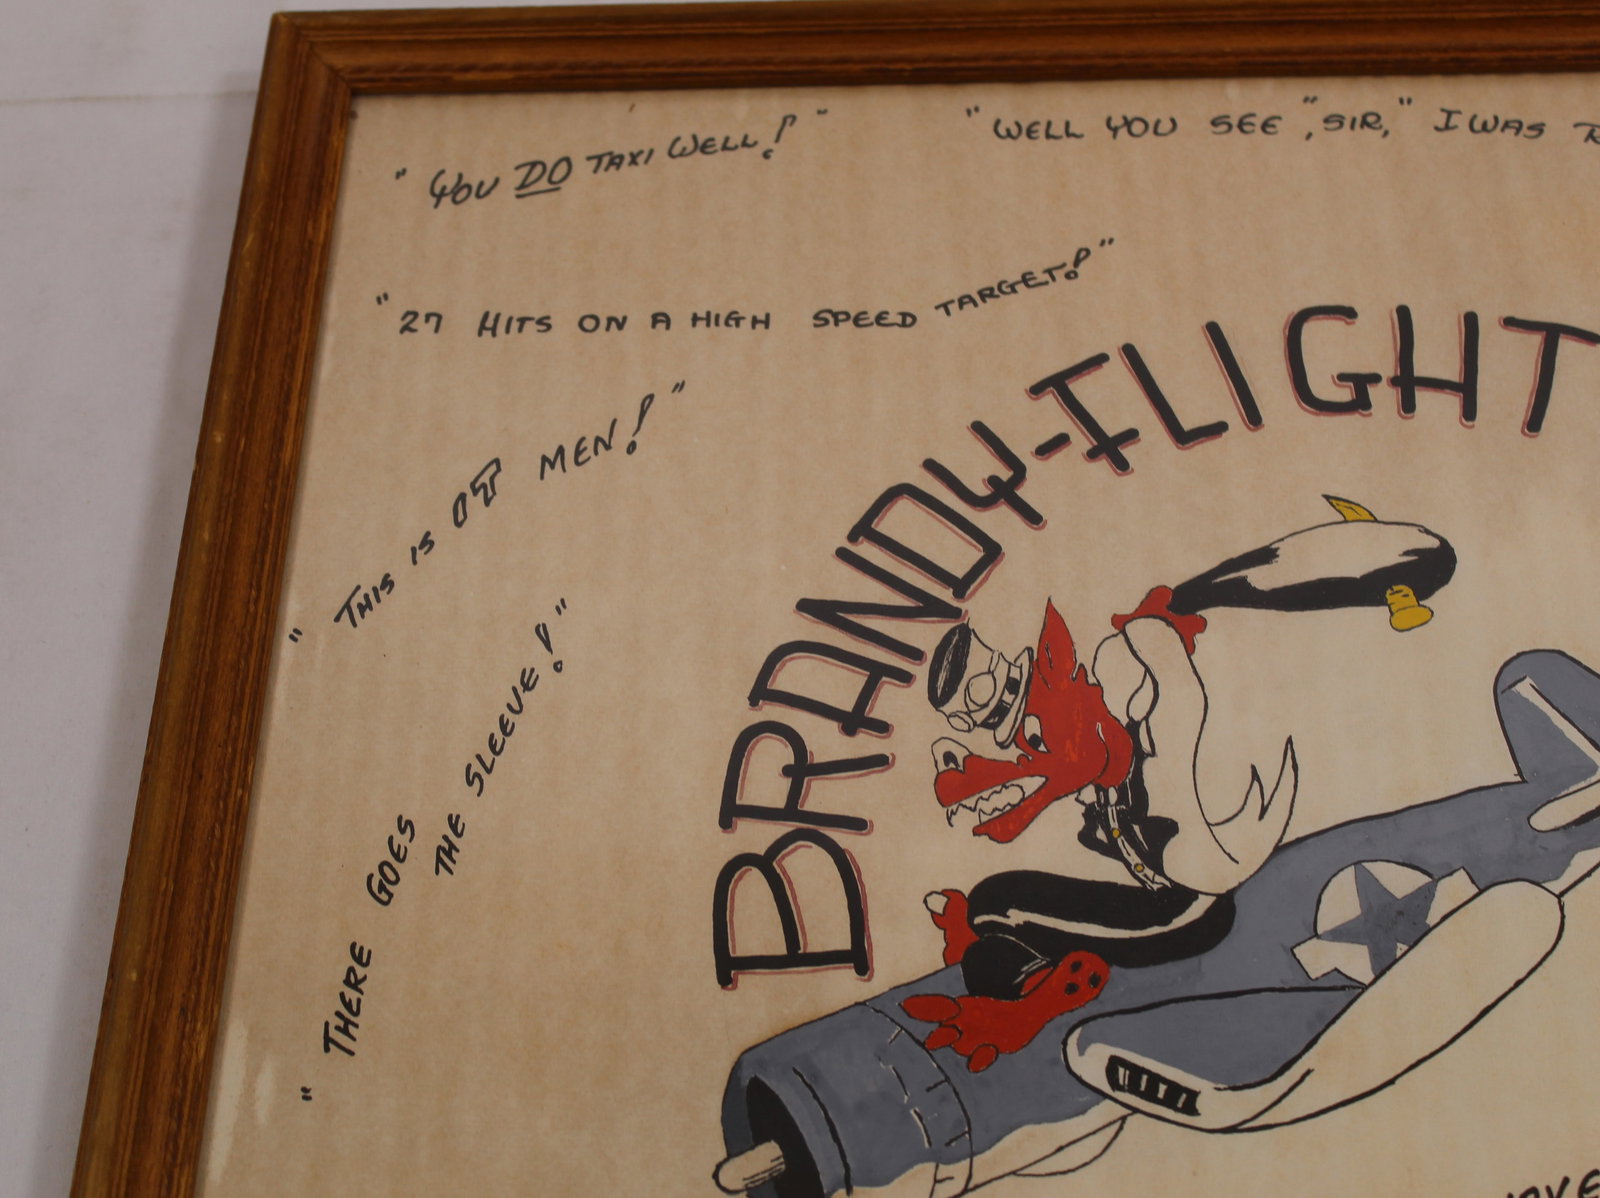 " YOU DO TAXI WELL! "
" WELL YOU SEE ", SIR, " I WAS
" 27 HITS ON A HIGH SPEED TARGET! "
" THIS IS IT MEN! "
" THERE GOES THE SLEEVE! "
BRANDY-FLIGHT